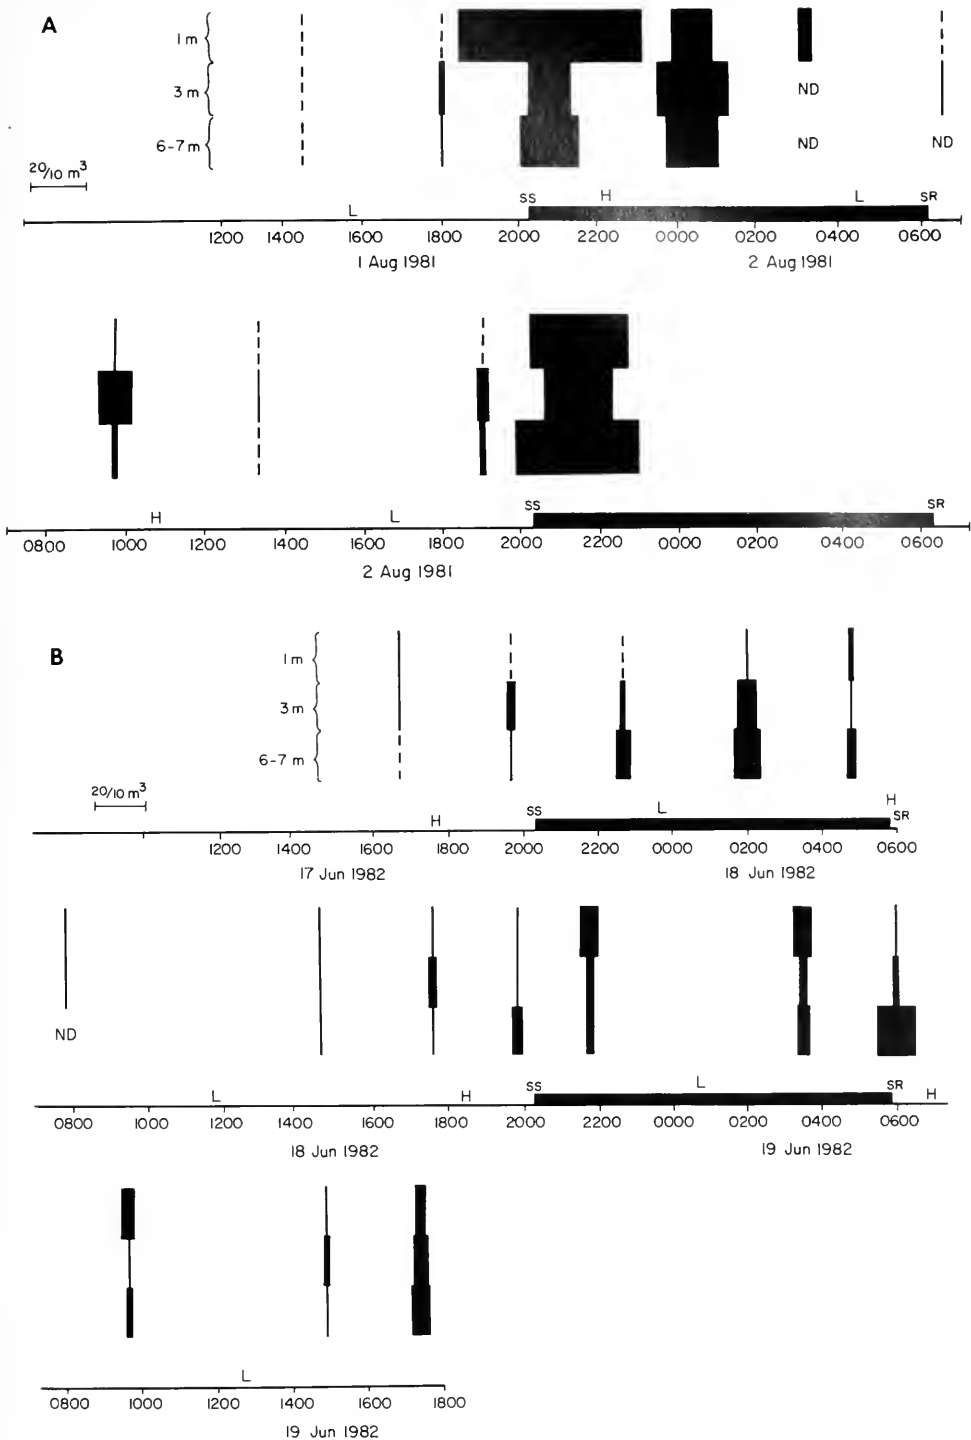 A
1 m
3 m
6-7 m
ND
ND
ND
20/10 m³
L
SS
H
L
SR
1200 1400 1600 1800 2000 2200 0000 0200 0400 0600
1 Aug 1981
2 Aug 1981
H
L
SS
SR
0800 1000 1200 1400 1600 1800 2000 2200 0000 0200 0400 0600
2 Aug 1981
B
1 m
3 m
6-7 m
20/10 m³
H
SS
L
H
SR
1200 1400 1600 1800 2000 2200 0000 0200 0400 0600
17 Jun 1982
18 Jun 1982
ND
L
H
SS
L
SR
H
0800 1000 1200 1400 1600 1800 2000 2200 0000 0200 0400 0600
18 Jun 1982
19 Jun 1982
L
0800 1000 1200 1400 1600 1800
19 Jun 1982